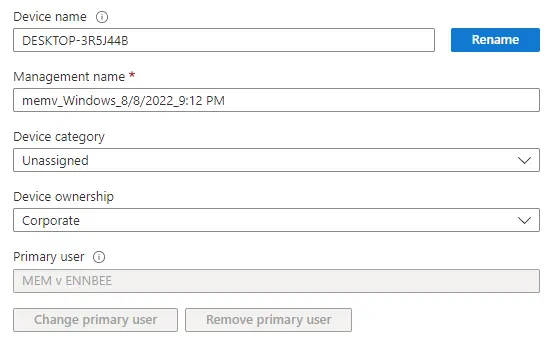 Device name
DESKTOP-3R5J44B
Rename
Management name *
memv_Windows_8/8/2022_9:12 PM
Device category
Unassigned
Device ownership
Corporate
Primary user
MEM v ENNBEE
Change primary user
Remove primary user